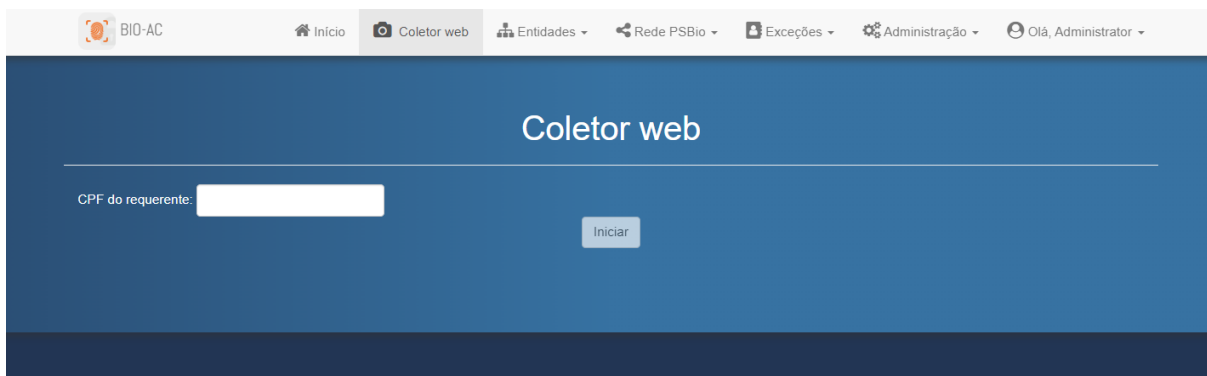 BIO-AC Início Coletor web Entidades Rede PSBio Exceções Administração Olá, Administrator
Coletor web
CPF do requerente:
Iniciar